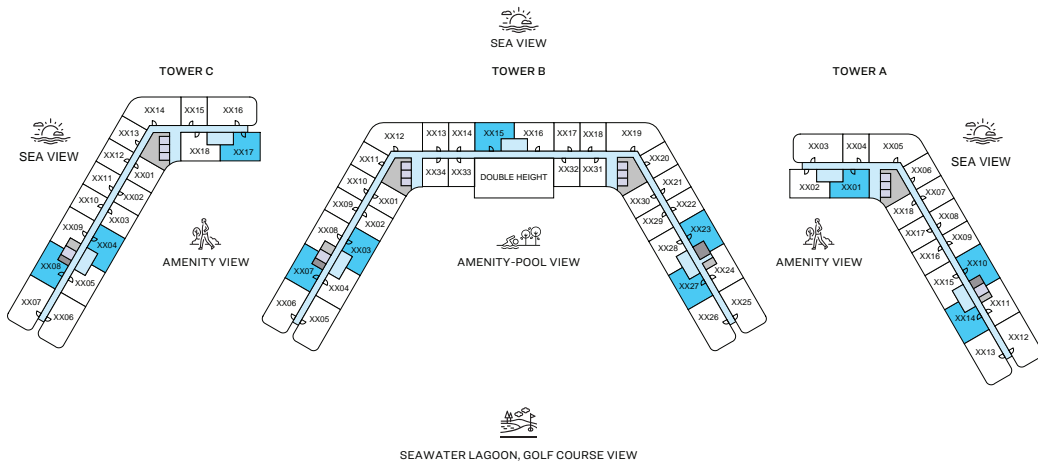 SEA VIEW
TOWER C
TOWER B
TOWER A
SEA VIEW
XX14
XX15
XX16
XX13
XX12
XX11
XX10
XX09
XX08
XX07
XX06
XX05
XX04
XX03
XX02
XX01
XX18
XX17
AMENITY VIEW
XX12
XX13
XX14
XX15
XX16
XX17
XX18
XX19
XX11
XX10
XX09
XX08
XX07
XX06
XX05
XX04
XX03
XX02
XX01
XX34
XX33
DOUBLE HEIGHT
XX32
XX31
XX30
XX29
XX28
XX27
XX26
XX20
XX21
XX22
XX23
XX24
XX25
AMENITY-POOL VIEW
XX03
XX04
XX05
XX02
XX01
XX06
XX07
XX08
XX09
XX10
XX11
XX12
XX18
XX17
XX16
XX15
XX14
XX13
SEA VIEW
AMENITY VIEW
SEAWATER LAGOON, GOLF COURSE VIEW